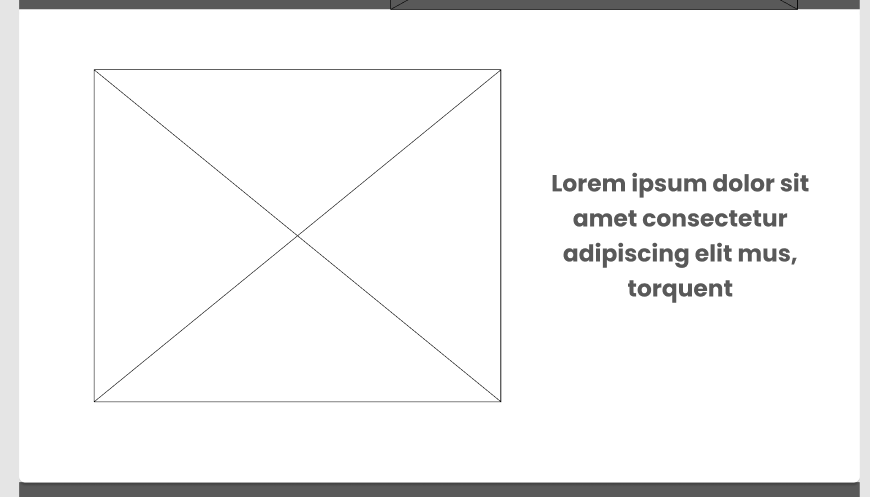 Lorem ipsum dolor sit
amet consectetur
adipiscing elit mus,
torquent